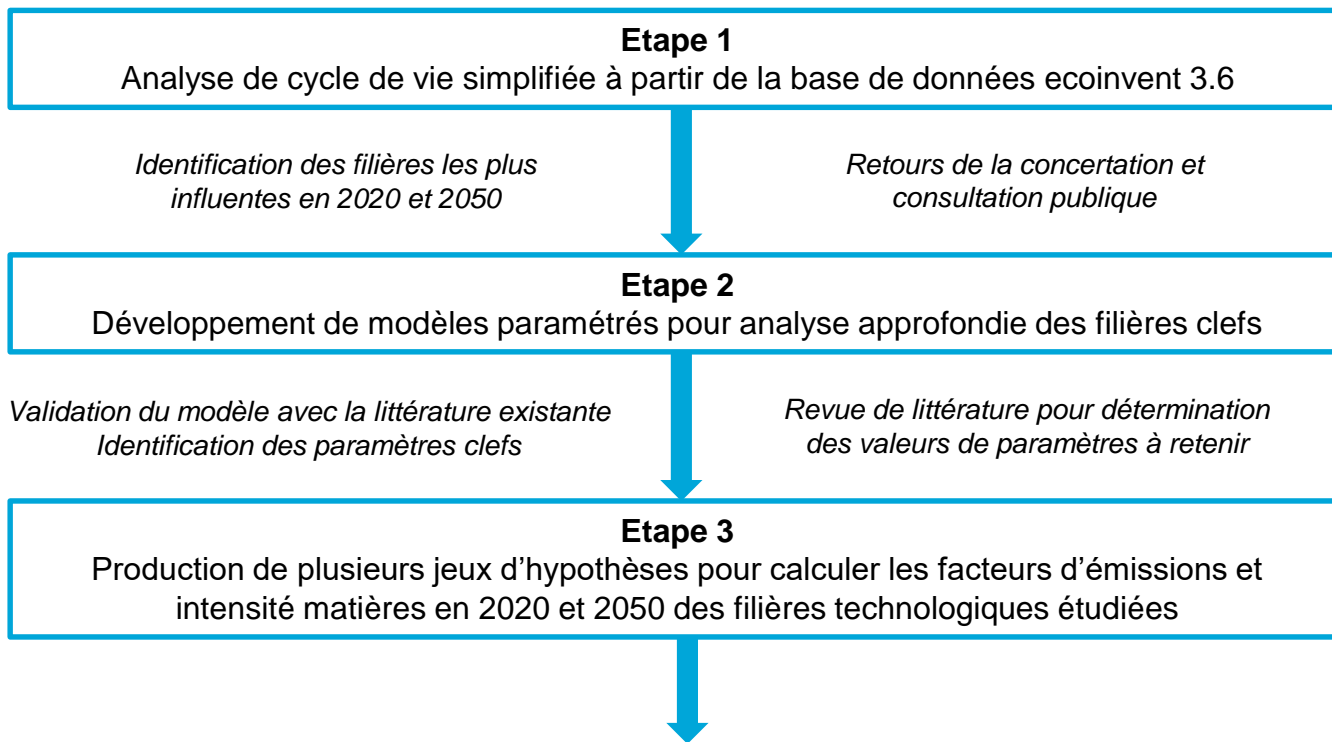 Etape 1
Analyse de cycle de vie simplifiée à partir de la base de données ecoinvent 3.6
Identification des filières les plus
influentes en 2020 et 2050
Retours de la concertation et
consultation publique
Etape 2
Développement de modèles paramétrés pour analyse approfondie des filières clefs
Validation du modèle avec la littérature existante
Identification des paramètres clefs
Revue de littérature pour détermination
des valeurs de paramètres à retenir
Etape 3
Production de plusieurs jeux d'hypothèses pour calculer les facteurs d'émissions et
intensité matières en 2020 et 2050 des filières technologiques étudiées